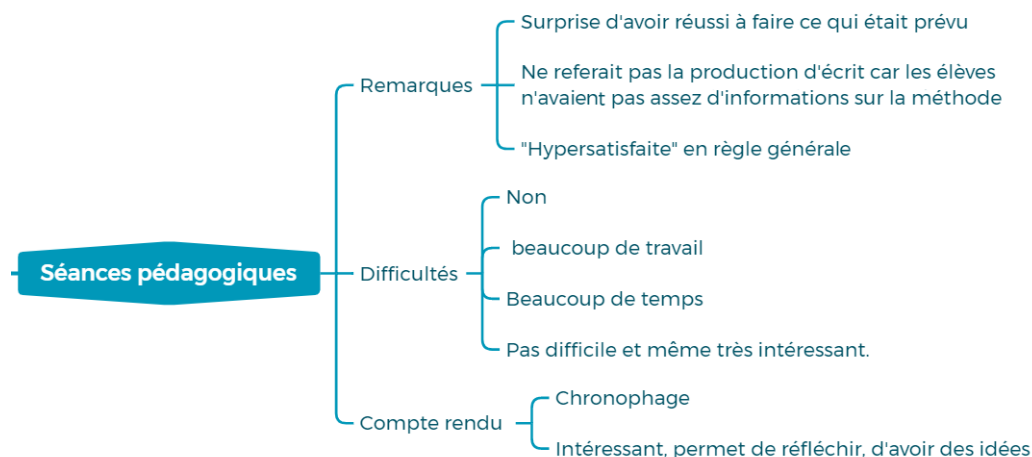 Séances pédagogiques
Remarques
Surprise d'avoir réussi à faire ce qui était prévu
Ne referait pas la production d'écrit car les élèves
n'avaient pas assez d'informations sur la méthode
"Hypersatisfaite" en règle générale
Difficultés
Non
beaucoup de travail
Beaucoup de temps
Pas difficile et même très intéressant.
Compte rendu
Chronophage
Intéressant, permet de réfléchir, d'avoir des idées